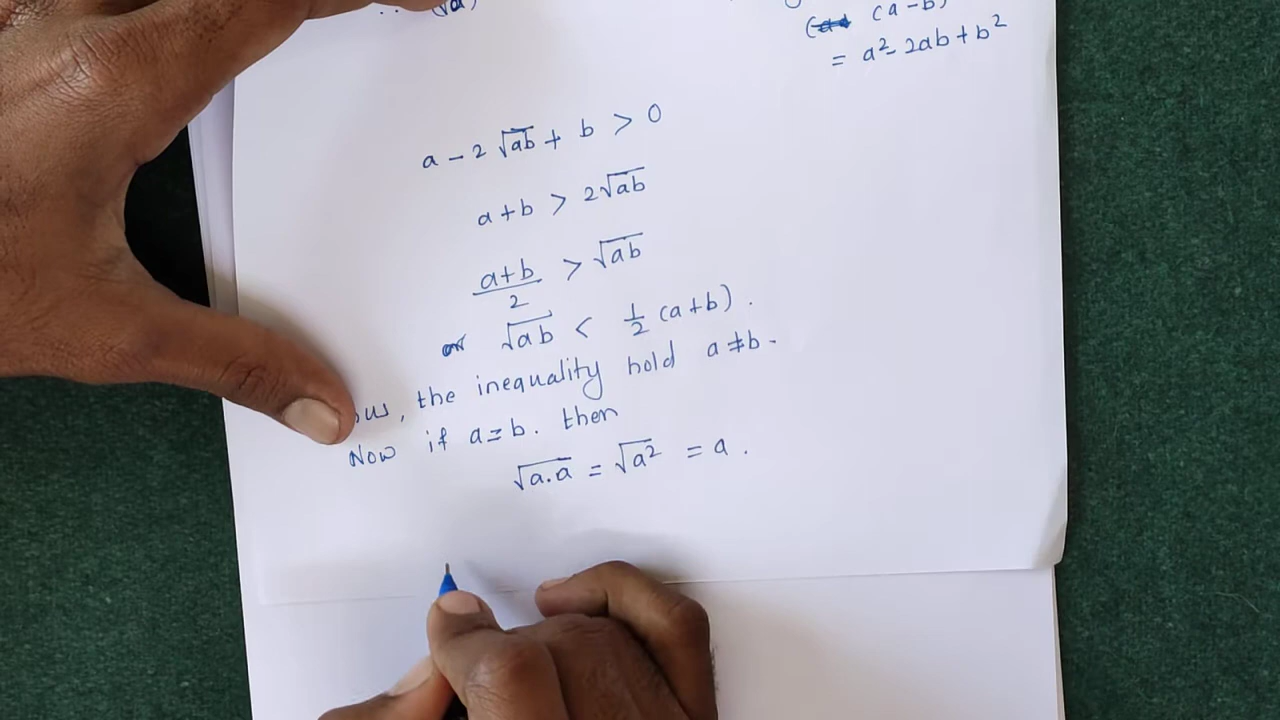 (a-b)
= a² - 2ab + b²
a - 2√ab + b > 0
a + b > 2√ab
a+b/2 > √ab
or √ab < 1/2 (a+b).
the inequality hold a ≠ b.
Now if a = b. then
√a.a = √a² = a.